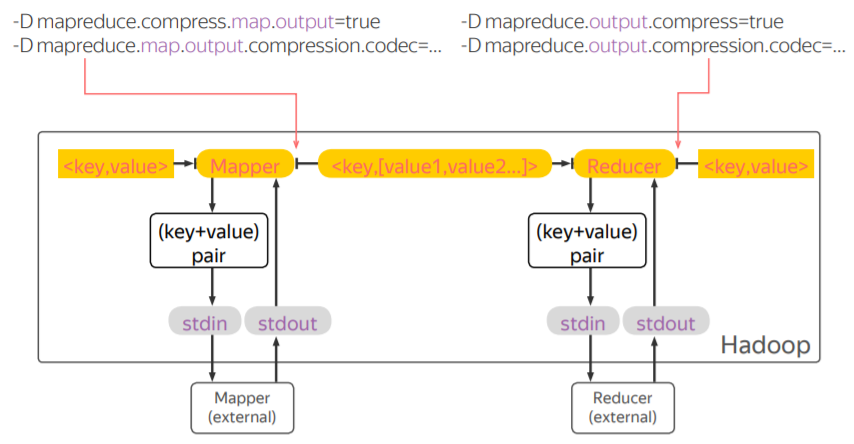 -D mapreduce.compress.map.output=true
-D mapreduce.map.output.compression.codec=...
-D mapreduce.output.compress=true
-D mapreduce.output.compression.codec=...
<key,value>
Mapper
<key,[value1,value2...]>
Reducer
<key,value>
(key+value)
pair
(key+value)
pair
stdin
stdout
stdin
stdout
Hadoop
Mapper
(external)
Reducer
(external)